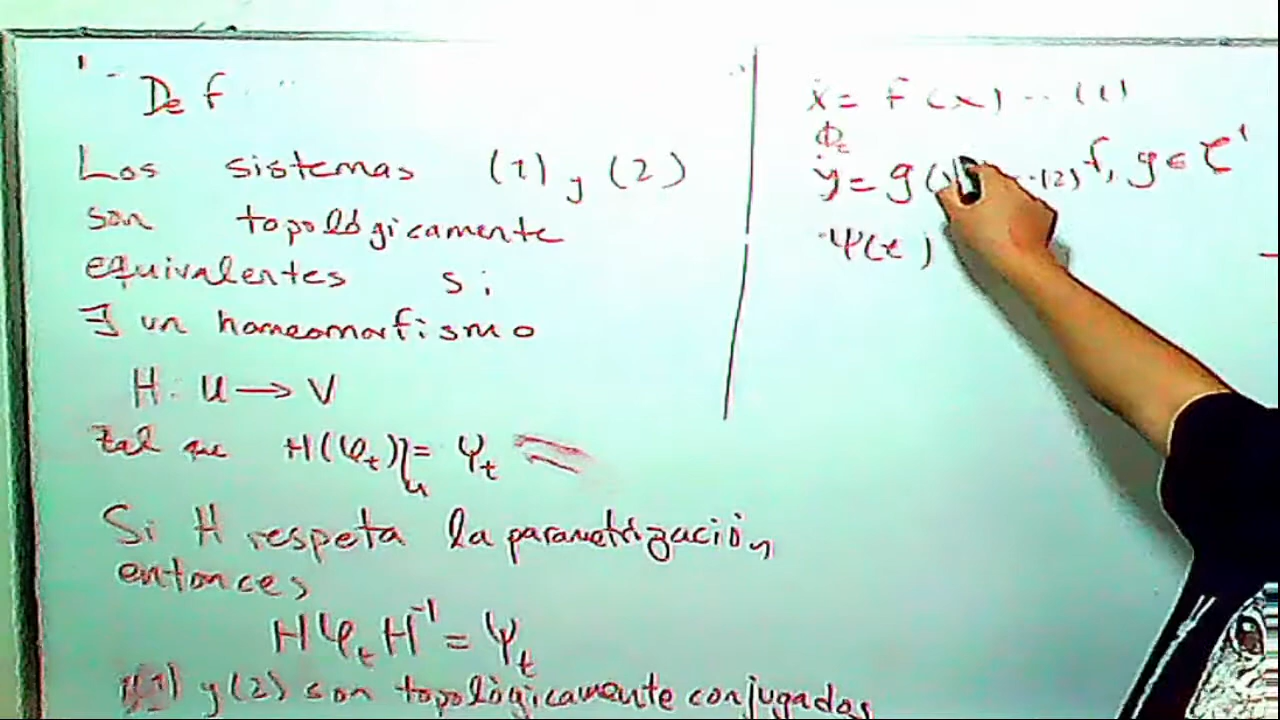 Def
Los sistemas (1) y (2)
son topológicamente
equivalentes si
∃ un homeomorfismo
H: U → V
tal que H(φₜ)|ᵤ = ψₜ
Si H respeta la parametrización
entonces
Hφₜ H⁻¹ = ψₜ
(1) y (2) son topológicamente conjugadas
ẋ = f(x) ... (1)
Φₜ
ẏ = g( ... (2) f, g ∈ C¹
ψ(t)